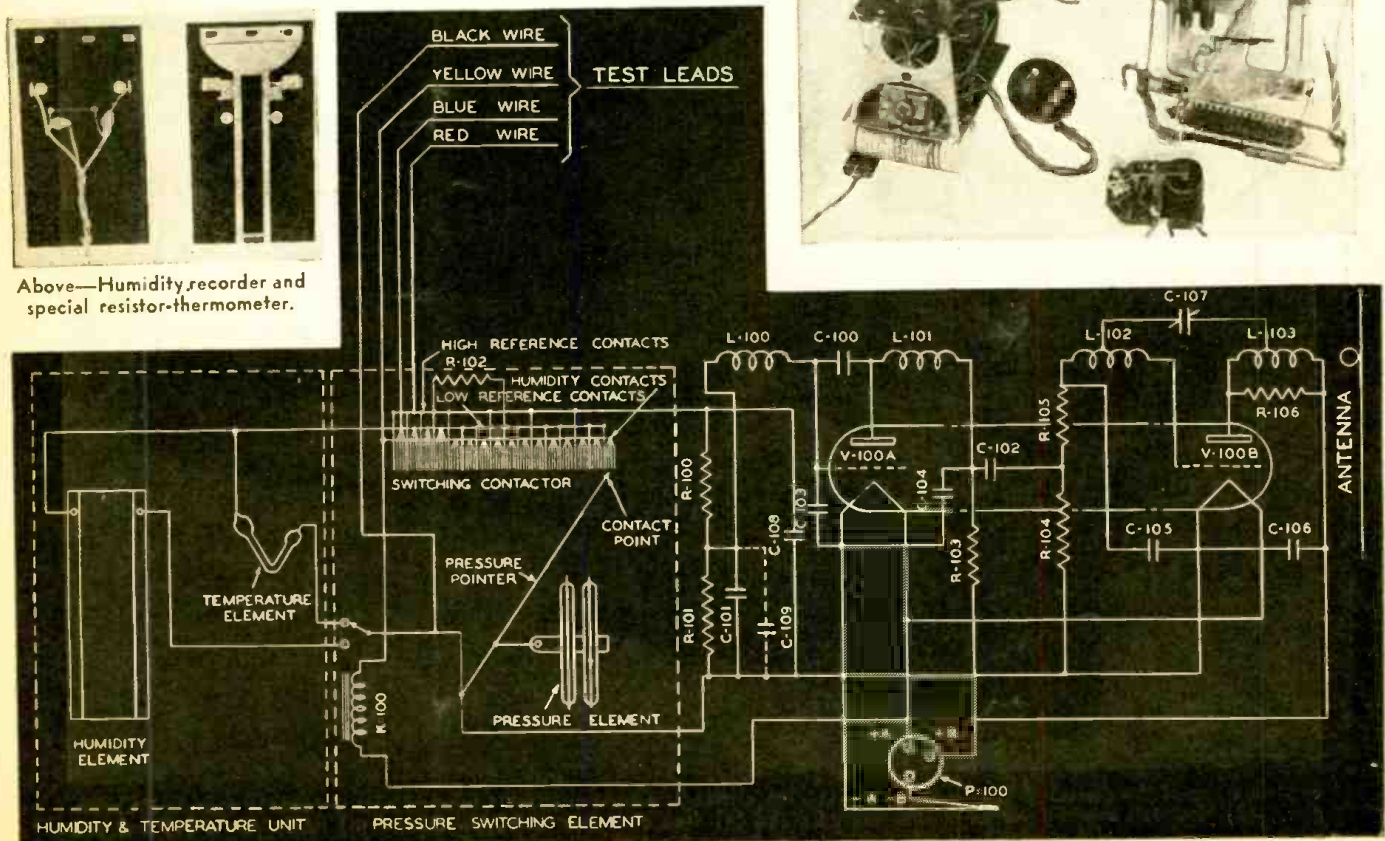 BLACK WIRE
YELLOW WIRE
BLUE WIRE
RED WIRE
TEST LEADS
Above—Humidity recorder and
special resistor-thermometer.
HIGH REFERENCE CONTACTS
R-102
HUMIDITY CONTACTS
LOW REFERENCE CONTACTS
SWITCHING CONTACTOR
CONTACT
POINT
PRESSURE
POINTER
TEMPERATURE
ELEMENT
PRESSURE ELEMENT
K-100
HUMIDITY
ELEMENT
HUMIDITY & TEMPERATURE UNIT
PRESSURE SWITCHING ELEMENT
L-100
C-100
L-101
C-107
L-102
L-103
R-105
R-106
V-100A
C-102
V-100B
C-104
R-100
C-103
C-108
R-103
R-104
C-105
C-106
ANTENNA
R-101
C-101
C-109
P-100